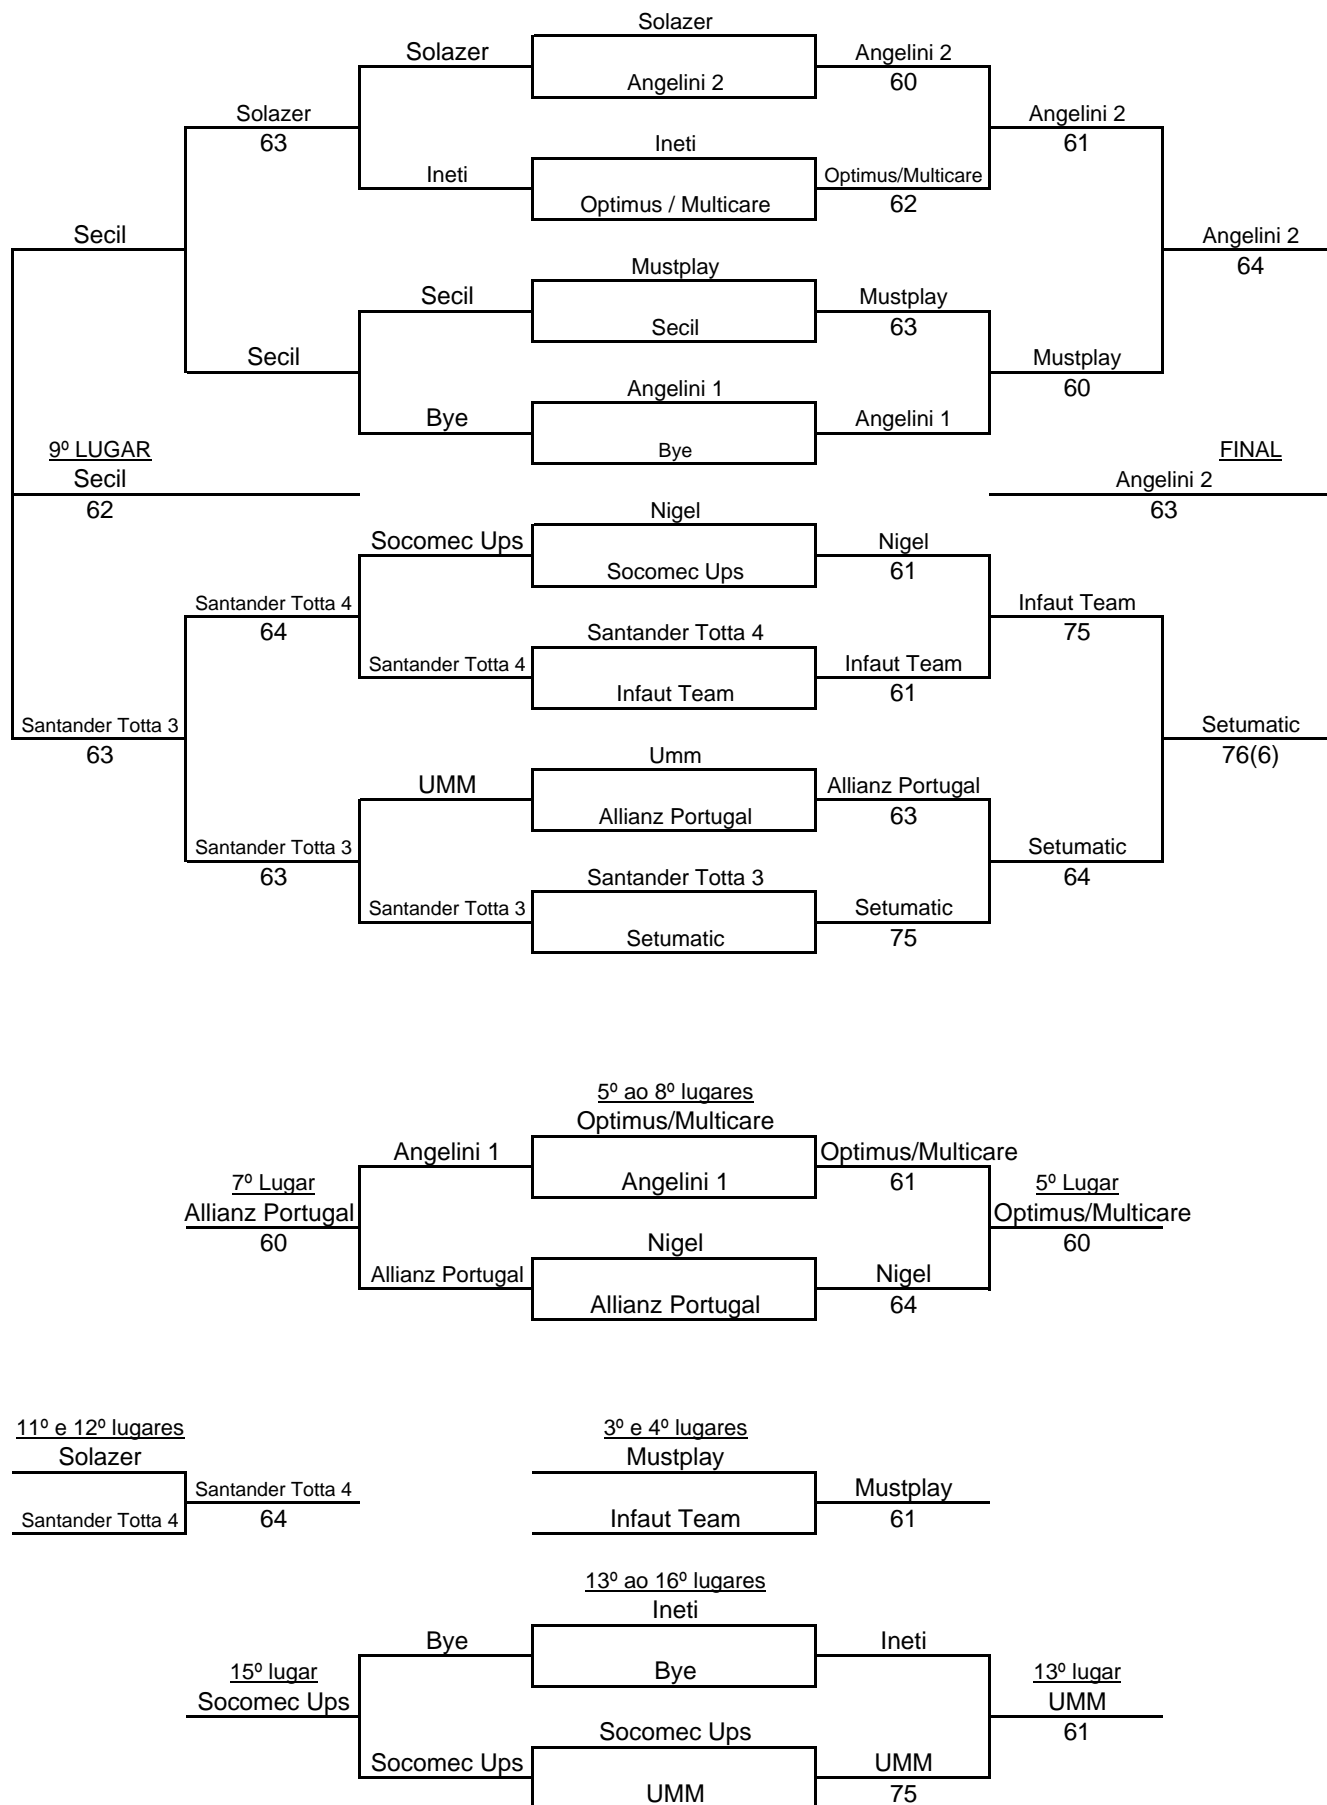 Solazer
Solazer
Angelini 2
Angelini 2
60
Solazer
63
Angelini 2
61
Ineti
Ineti
Optimus/Multicare
Optimus / Multicare
62
Secil
Angelini 2
64
Mustplay
Secil
Mustplay
Secil
63
Secil
Mustplay
60
Angelini 1
Bye
Angelini 1
Bye
9º LUGAR
FINAL
Secil
Angelini 2
62
63
Nigel
Socomec Ups
Nigel
Socomec Ups
61
Santander Totta 4
Infaut Team
64
75
Santander Totta 4
Santander Totta 4
Infaut Team
Infaut Team
61
Santander Totta 3
Setumatic
63
76(6)
Umm
UMM
Allianz Portugal
Allianz Portugal
63
Santander Totta 3
Setumatic
63
64
Santander Totta 3
Santander Totta 3
Setumatic
Setumatic
75
5º ao 8º lugares
Optimus/Multicare
Angelini 1
Optimus/Multicare
Angelini 1
61
7º Lugar
5º Lugar
Allianz Portugal
Optimus/Multicare
60
60
Nigel
Allianz Portugal
Nigel
Allianz Portugal
64
11º e 12º lugares
3º e 4º lugares
Solazer
Mustplay
Santander Totta 4
Mustplay
Santander Totta 4
64
Infaut Team
61
13º ao 16º lugares
Ineti
Bye
Ineti
Bye
15º lugar
13º lugar
Socomec Ups
UMM
61
Socomec Ups
Socomec Ups
UMM
UMM
75